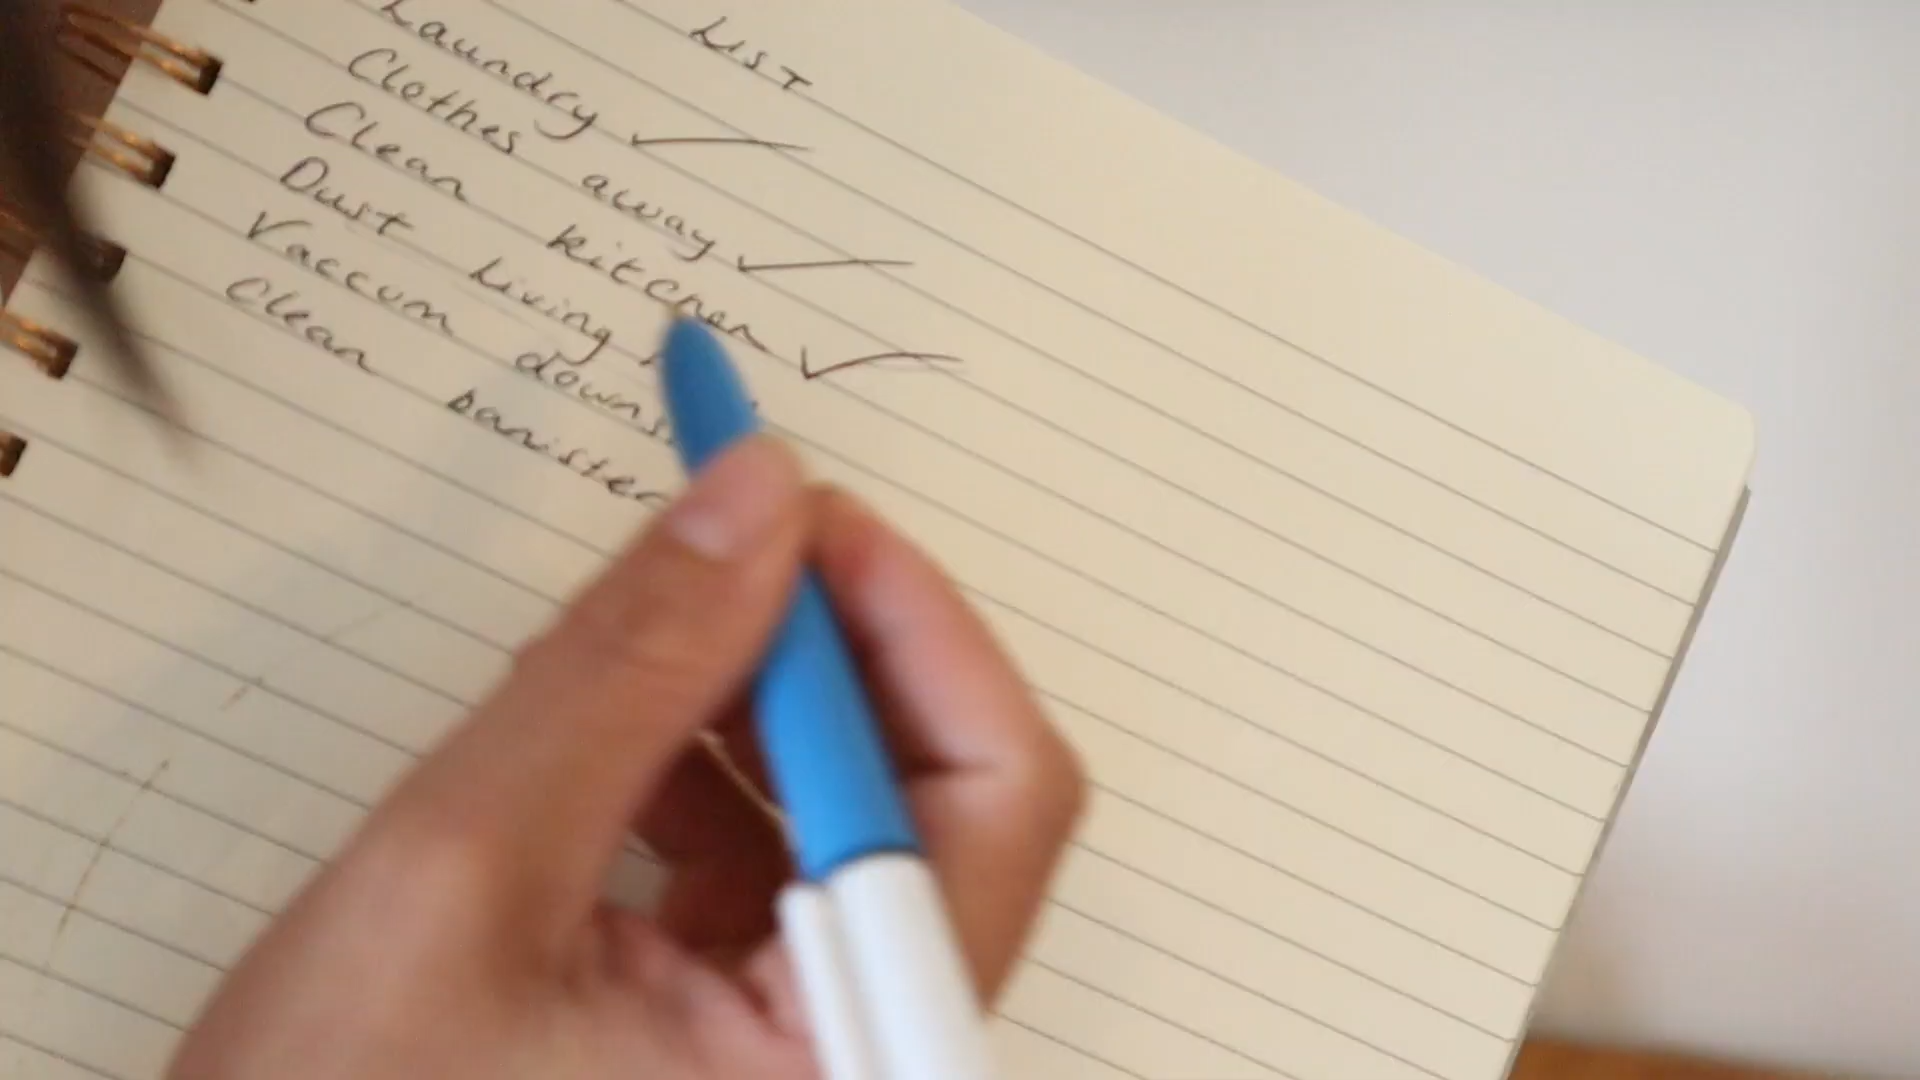 LIST
Laundry ✓
Clothes away ✓
Clean kitchen ✓
Dust Living
Vaccum
Clean